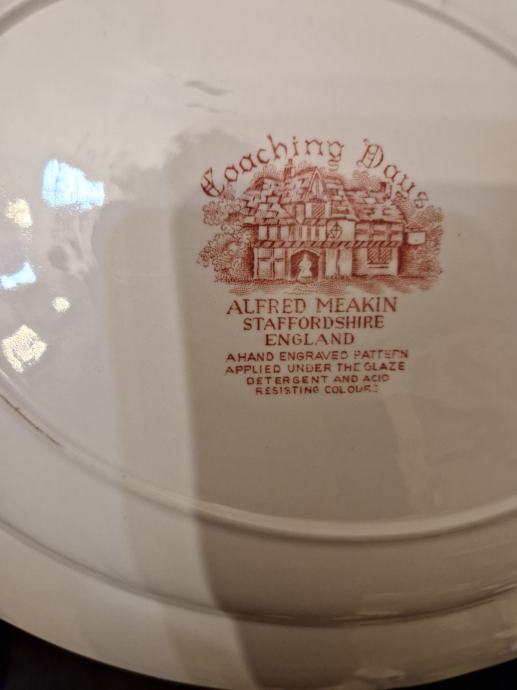 Coaching Days
ALFRED MEAKIN
STAFFORDSHIRE
ENGLAND
A HAND ENGRAVED PATTERN
APPLIED UNDER THE GLAZE
DETERGENT AND ACID
RESISTING COLOURS